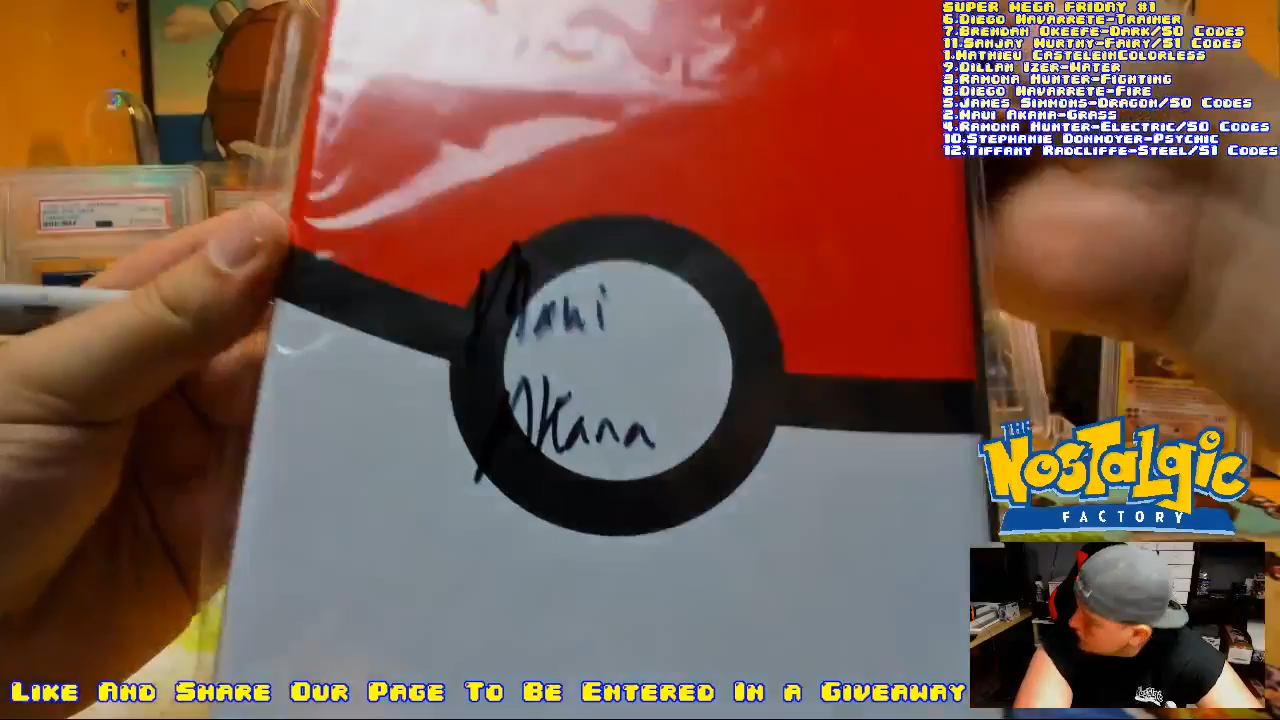 SUPER MEGA FRIDAY #1
6.DIEGO NAVARRETE-TRAINER
7.BRENDAN OKEEFE-DARK/50 CODES
11.SANJAY MURTHY-FAIRY/51 CODES
1.MATHIEU CASTELEINCOLORLESS
9.DILLAN IZER-WATER
3.RAMONA HUNTER-FIGHTING
8.DIEGO NAVARRETE-FIRE
5.JAMES SIMMONS-DRAGON/50 CODES
2.MAUI AKANA-GRASS
4.RAMONA HUNTER-ELECTRIC/50 CODES
10.STEPHANIE DONMOYER-PSYCHIC
12.TIFFANY RADCLIFFE-STEEL/51 CODES
Maui
Akana
THE
NOSTALGIC
FACTORY
LIKE AND SHARE OUR PAGE TO BE ENTERED IN A GIVEAWAY